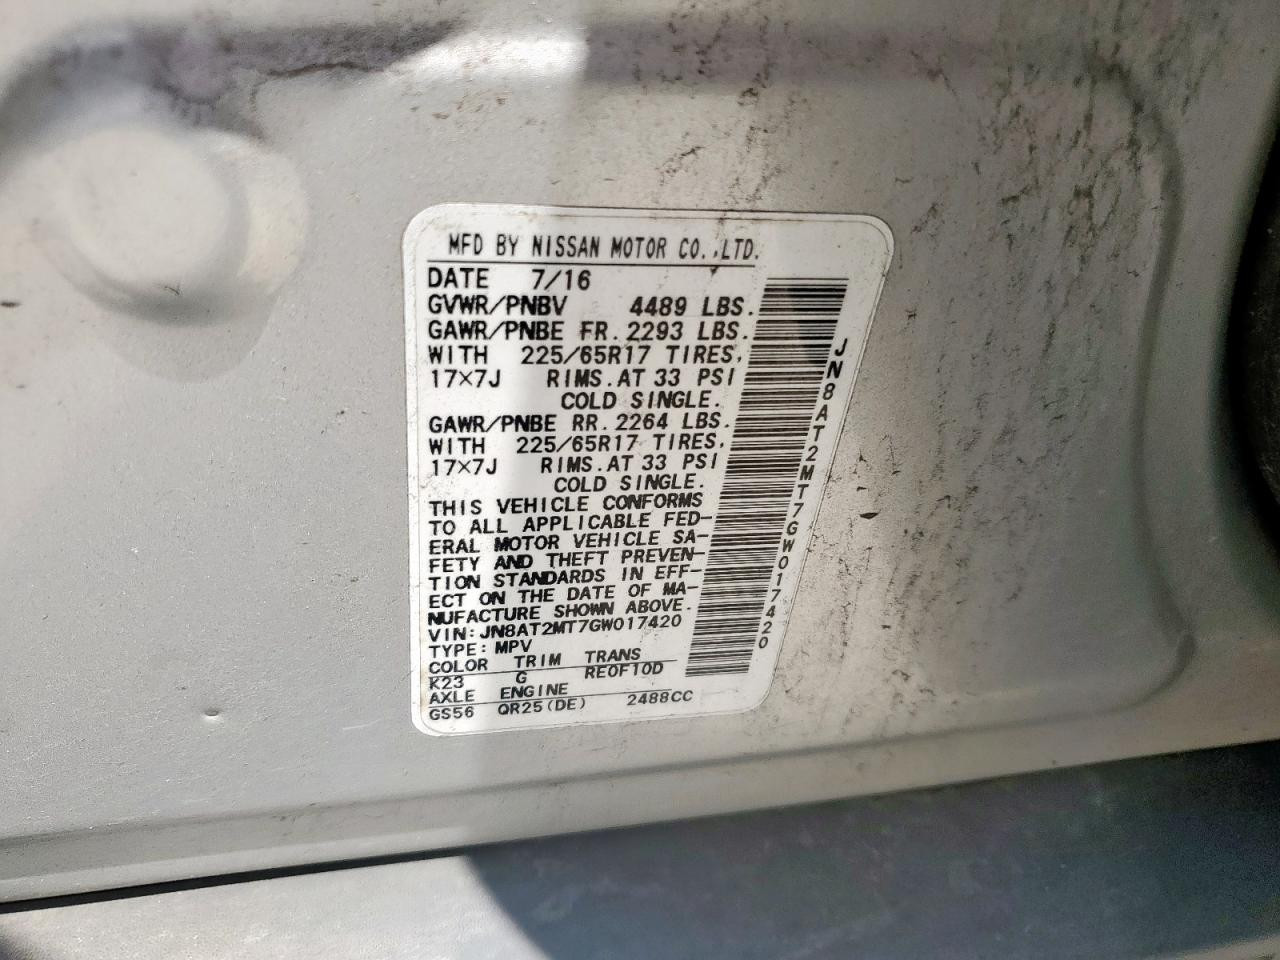 MFD BY NISSAN MOTOR CO.,LTD.
DATE 7/16
GVWR/PNBV 4489 LBS.
GAWR/PNBE FR. 2293 LBS.
WITH 225/65R17 TIRES,
17×7J RIMS. AT 33 PSI
COLD SINGLE.
GAWR/PNBE RR. 2264 LBS.
WITH 225/65R17 TIRES,
17×7J RIMS. AT 33 PSI
COLD SINGLE.
THIS VEHICLE CONFORMS
TO ALL APPLICABLE FED-
ERAL MOTOR VEHICLE SA-
FETY AND THEFT PREVEN-
TION STANDARDS IN EFF-
ECT ON THE DATE OF MA-
NUFACTURE SHOWN ABOVE.
VIN: JN8AT2MT7GW017420
TYPE: MPV
COLOR TRIM TRANS
K23 G RE0F10D
AXLE ENGINE
GS56 QR25(DE) 2488CC
JN8AT2MT7GW017420